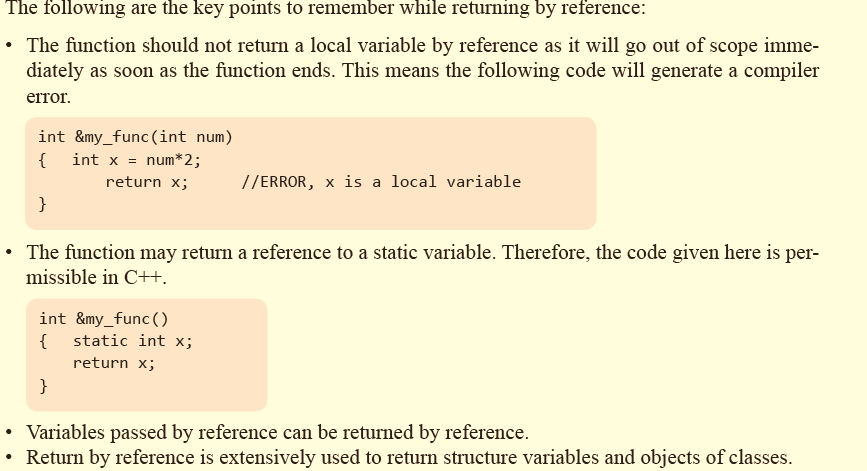 The following are the key points to remember while returning by reference:
• The function should not return a local variable by reference as it will go out of scope imme-
diately as soon as the function ends. This means the following code will generate a compiler
error.
int &my_func(int num)
{ int x = num*2;
return x; //ERROR, x is a local variable
}
• The function may return a reference to a static variable. Therefore, the code given here is per-
missible in C++.
int &my_func()
{ static int x;
return x;
}
• Variables passed by reference can be returned by reference.
• Return by reference is extensively used to return structure variables and objects of classes.